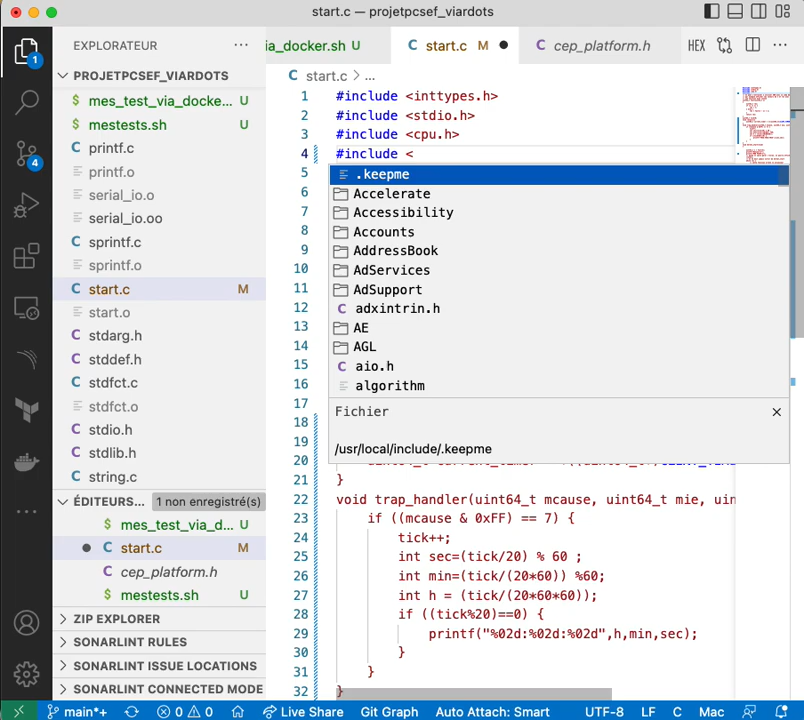 start.c — projetpcsef_viardots
EXPLORATEUR
ia_docker.sh U
start.c M
cep_platform.h
HEX
PROJETPCSEF_VIARDOTS
mes_test_via_docke... U
mestests.sh U
printf.c
printf.o
serial_io.o
serial_io.oo
sprintf.c
sprintf.o
start.c M
start.o
stdarg.h
stddef.h
stdfct.c
stdfct.o
stdio.h
stdlib.h
string.c
ÉDITEURS... 1 non enregistré(s)
mes_test_via_d... U
start.c M
cep_platform.h
mestests.sh U
ZIP EXPLORER
SONARLINT RULES
SONARLINT ISSUE LOCATIONS
SONARLINT CONNECTED MODE
1
4
start.c > ...
1 #include <inttypes.h>
2 #include <stdio.h>
3 #include <cpu.h>
4 #include <
5
6
7
8
9
10
11
12
13
14
15
16
17
18
19
20
.keepme
Accelerate
Accessibility
Accounts
AddressBook
AdServices
AdSupport
adxintrin.h
AE
AGL
aio.h
algorithm
Fichier
/usr/local/include/.keepme
21 }
22 void trap_handler(uint64_t mcause, uint64_t mie, uin
23 if ((mcause & 0xFF) == 7) {
24 tick++;
25 int sec=(tick/20) % 60 ;
26 int min=(tick/(20*60)) %60;
27 int h = (tick/(20*60*60));
28 if ((tick%20)==0) {
29 printf("%02d:%02d:%02d",h,min,sec);
30 }
31 }
32 }
main*+ 0 0 Live Share Git Graph Auto Attach: Smart UTF-8 LF C Mac